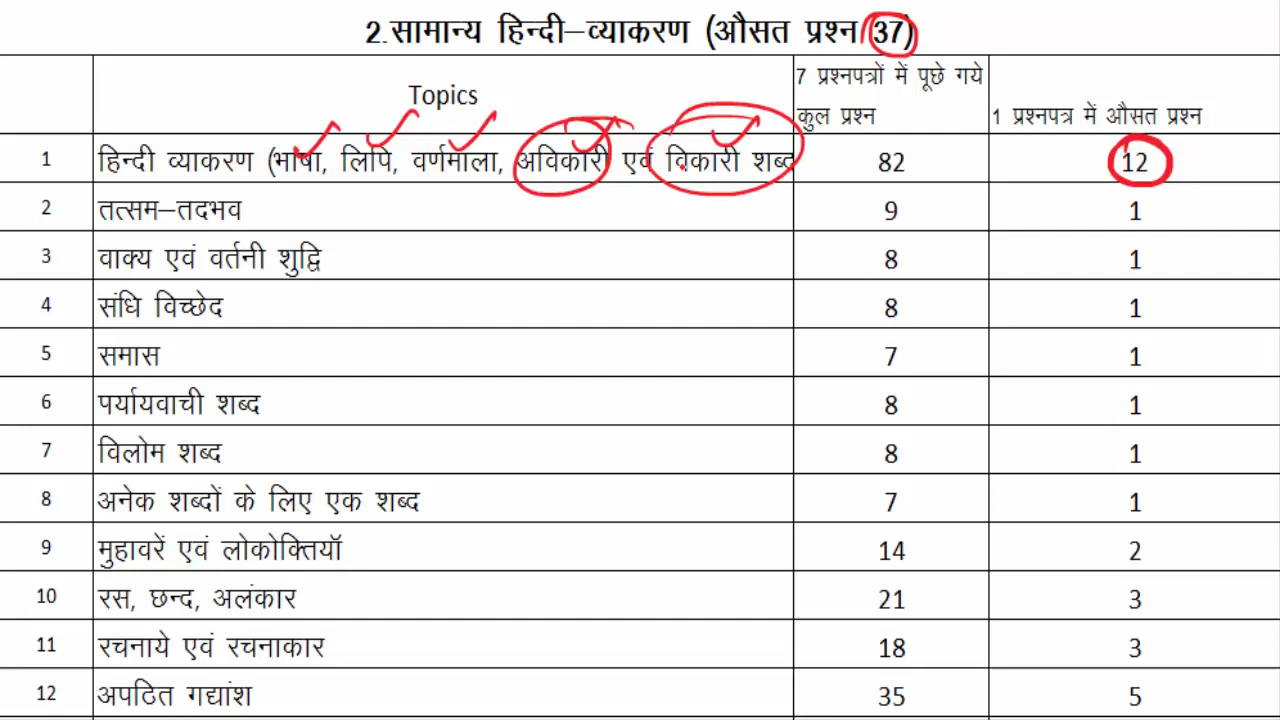 2.सामान्य हिन्दी–व्याकरण (औसत प्रश्न 37)
Topics 7 प्रश्नपत्रों में पूछे गये कुल प्रश्न 1 प्रश्नपत्र में औसत प्रश्न
1 हिन्दी व्याकरण (भाषा, लिपि, वर्णमाला, अविकारी एवं विकारी शब्द 82 12
2 तत्सम–तदभव 9 1
3 वाक्य एवं वर्तनी शुद्वि 8 1
4 संधि विच्छेद 8 1
5 समास 7 1
6 पर्यायवाची शब्द 8 1
7 विलोम शब्द 8 1
8 अनेक शब्दों के लिए एक शब्द 7 1
9 मुहावरें एवं लोकोक्तियॉ 14 2
10 रस, छन्द, अलंकार 21 3
11 रचनाये एवं रचनाकार 18 3
12 अपठित गद्यांश 35 5